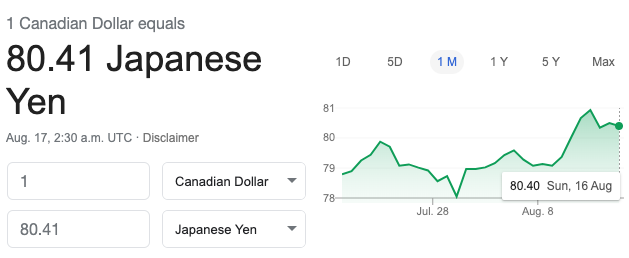 1 Canadian Dollar equals
80.41 Japanese
Yen
Aug. 17, 2:30 a.m. UTC · Disclaimer
1
Canadian Dollar
80.41
Japanese Yen
1D
5D
1 M
1 Y
5 Y
Max
81
80
79
78
80.40 Sun, 16 Aug
Jul. 28
Aug. 8